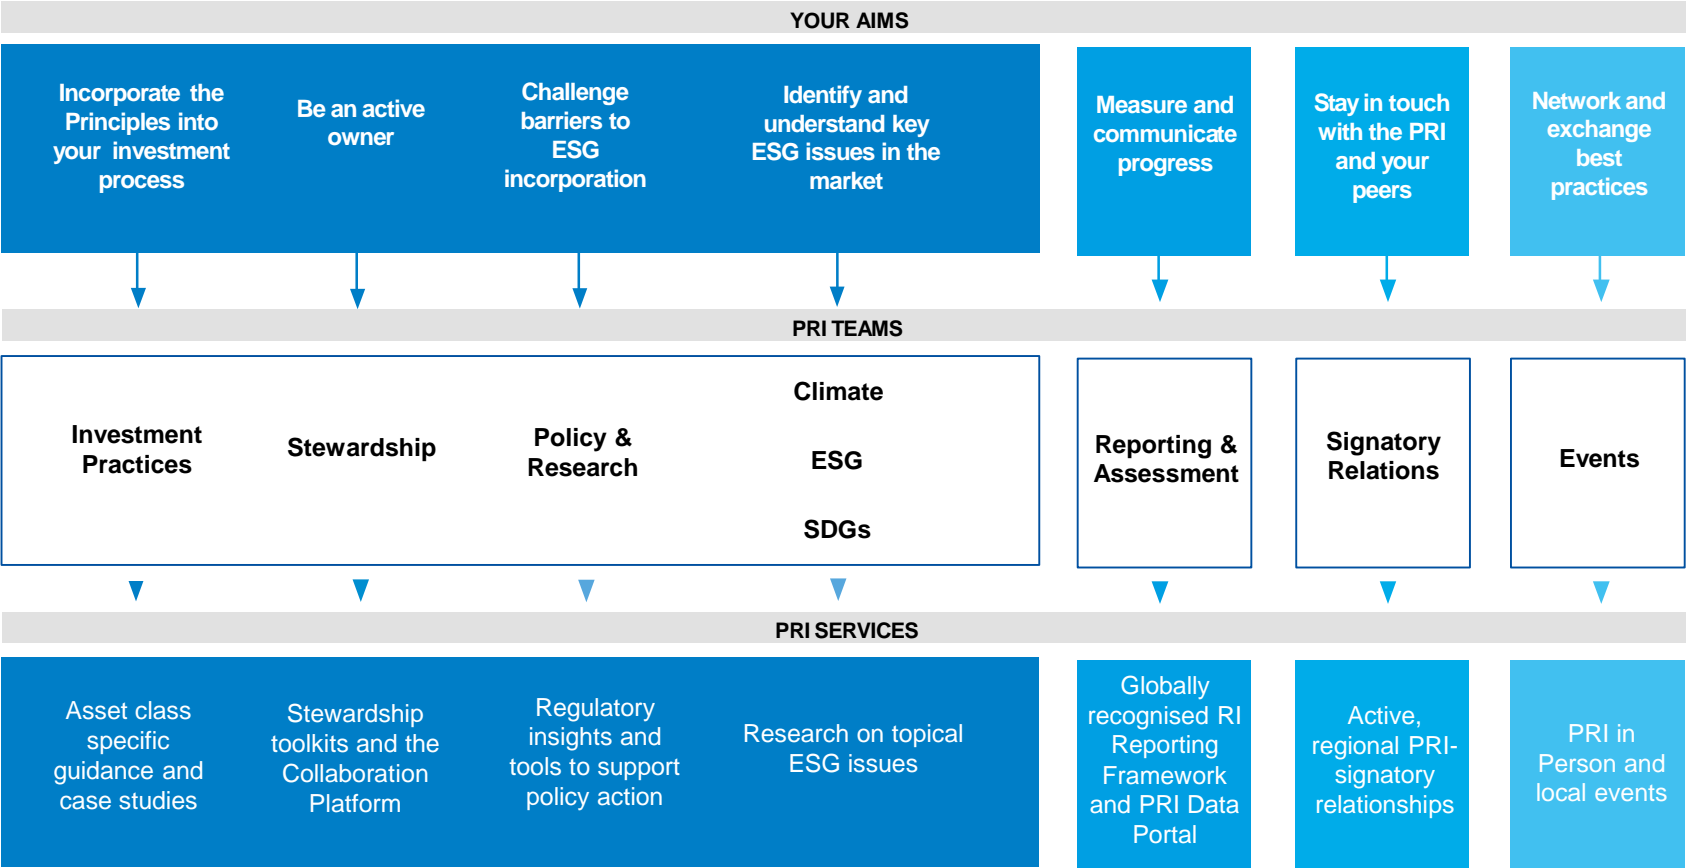 YOUR AIMS
Incorporate the
Principles into
your investment
process
Be an active
owner
Challenge
barriers to
ESG
incorporation
Identify and
understand key
ESG issues in the
market
Measure and
communicate
progress
Stay in touch
with the PRI
and your
peers
Network and
exchange
best
practices
PRI TEAMS
Investment
Practices
Stewardship
Policy &
Research
Climate
ESG
SDGs
Reporting &
Assessment
Signatory
Relations
Events
PRI SERVICES
Asset class
specific
guidance and
case studies
Stewardship
toolkits and the
Collaboration
Platform
Regulatory
insights and
tools to support
policy action
Research on topical
ESG issues
Globally
recognised RI
Reporting
Framework
and PRI Data
Portal
Active,
regional PRI-
signatory
relationships
PRI in
Person and
local events